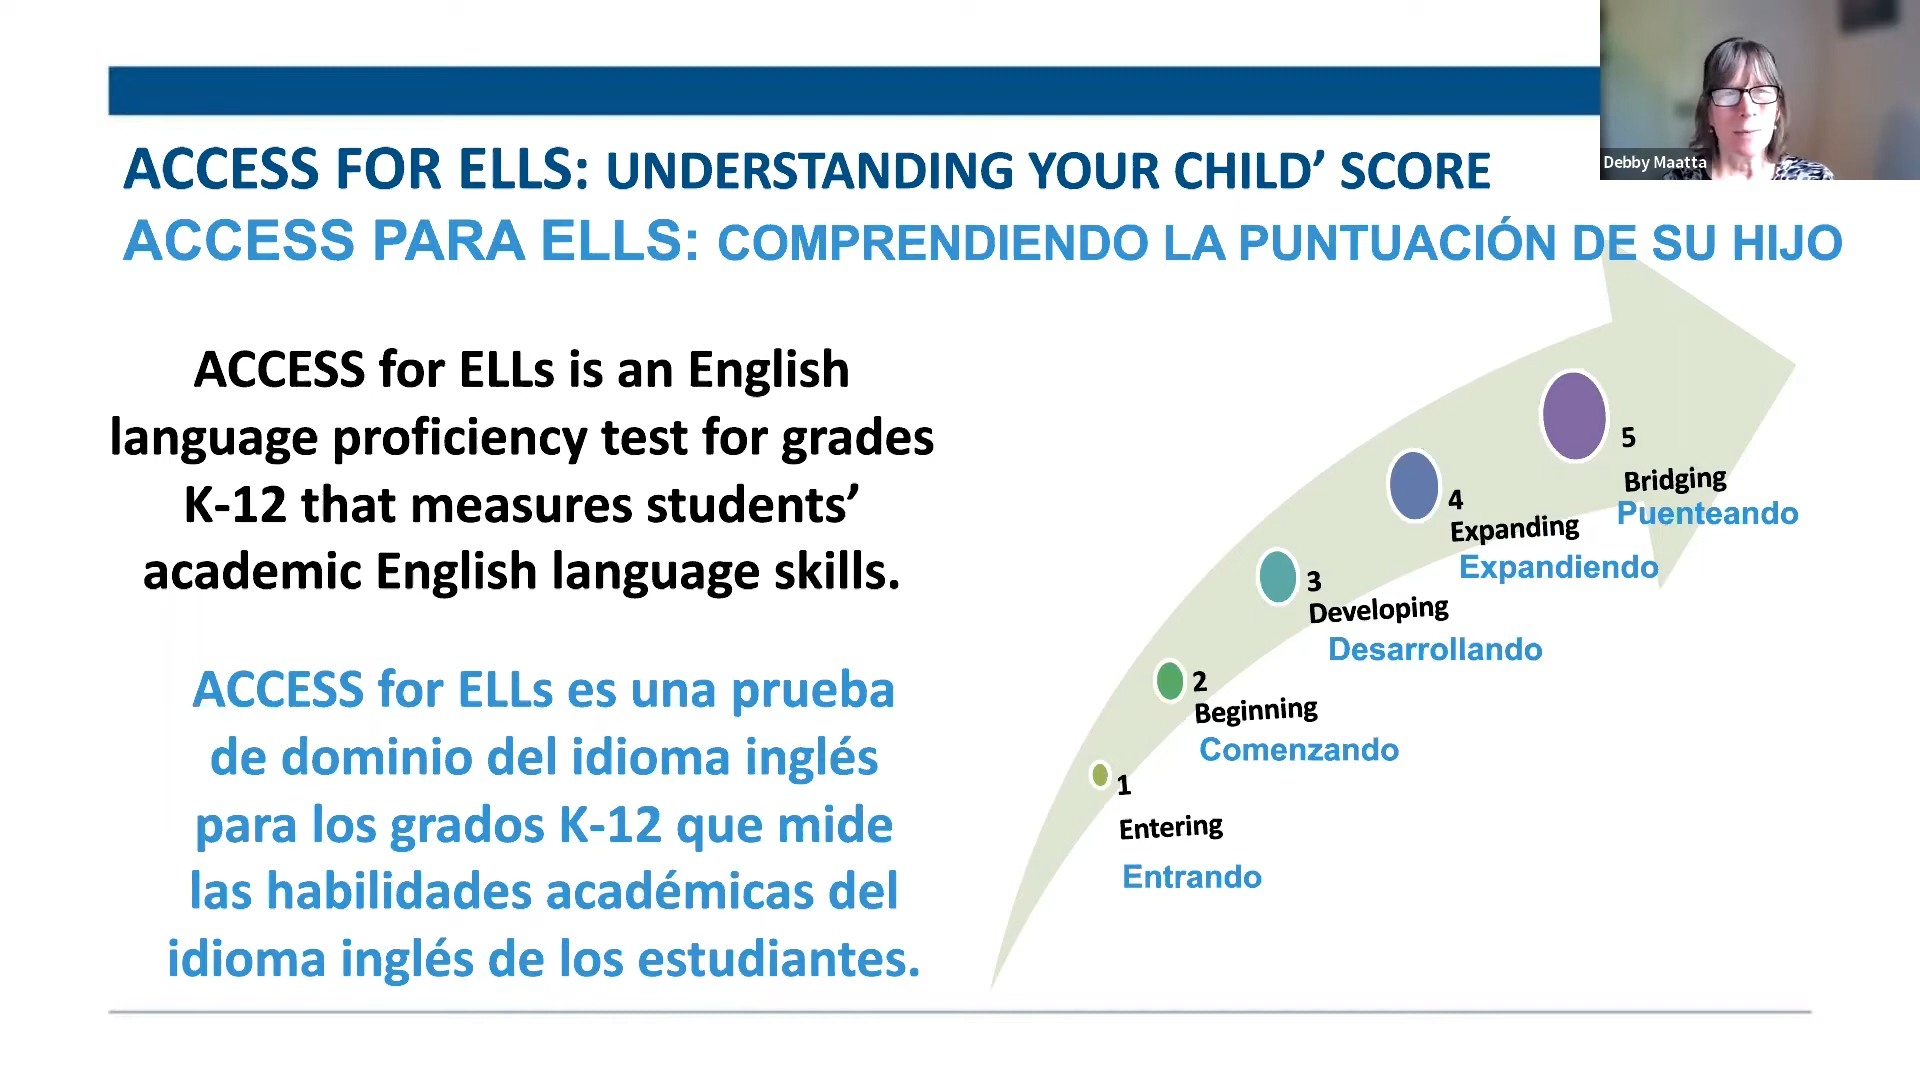 Debby Maatta
ACCESS FOR ELLS: UNDERSTANDING YOUR CHILD’ SCORE
ACCESS PARA ELLS: COMPRENDIENDO LA PUNTUACIÓN DE SU HIJO
ACCESS for ELLs is an English
language proficiency test for grades
K-12 that measures students’
academic English language skills.
ACCESS for ELLs es una prueba
de dominio del idioma inglés
para los grados K-12 que mide
las habilidades académicas del
idioma inglés de los estudiantes.
1
Entering
Entrando
2
Beginning
Comenzando
3
Developing
Desarrollando
4
Expanding
Expandiendo
5
Bridging
Puenteando